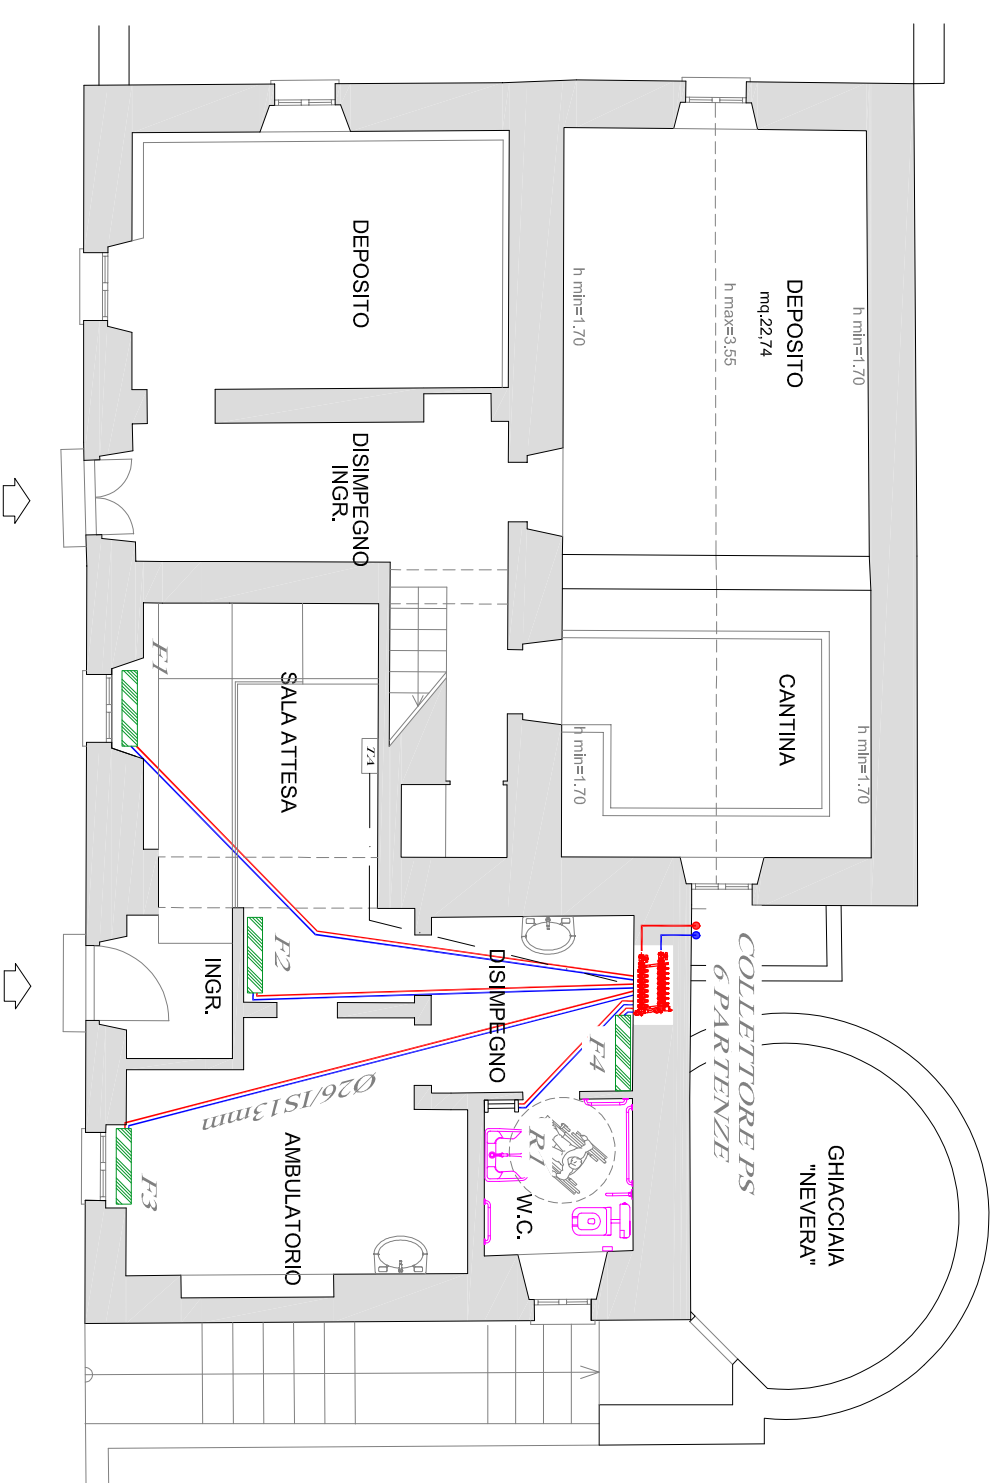 DEPOSITO
DEPOSITO
mq.22,74
h min=1.70
h max=3.55
h min=1.70
DISIMPEGNO
INGR.
CANTINA
h min=1.70
h min=1.70
SALA ATTESA
F1
TA
F2
INGR.
DISIMPEGNO
COLLETTORE PS
6 PARTENZE
F4
Ø26/IS13mm
AMBULATORIO
F3
R1
W.C.
GHIACCIAIA
"NEVERA"